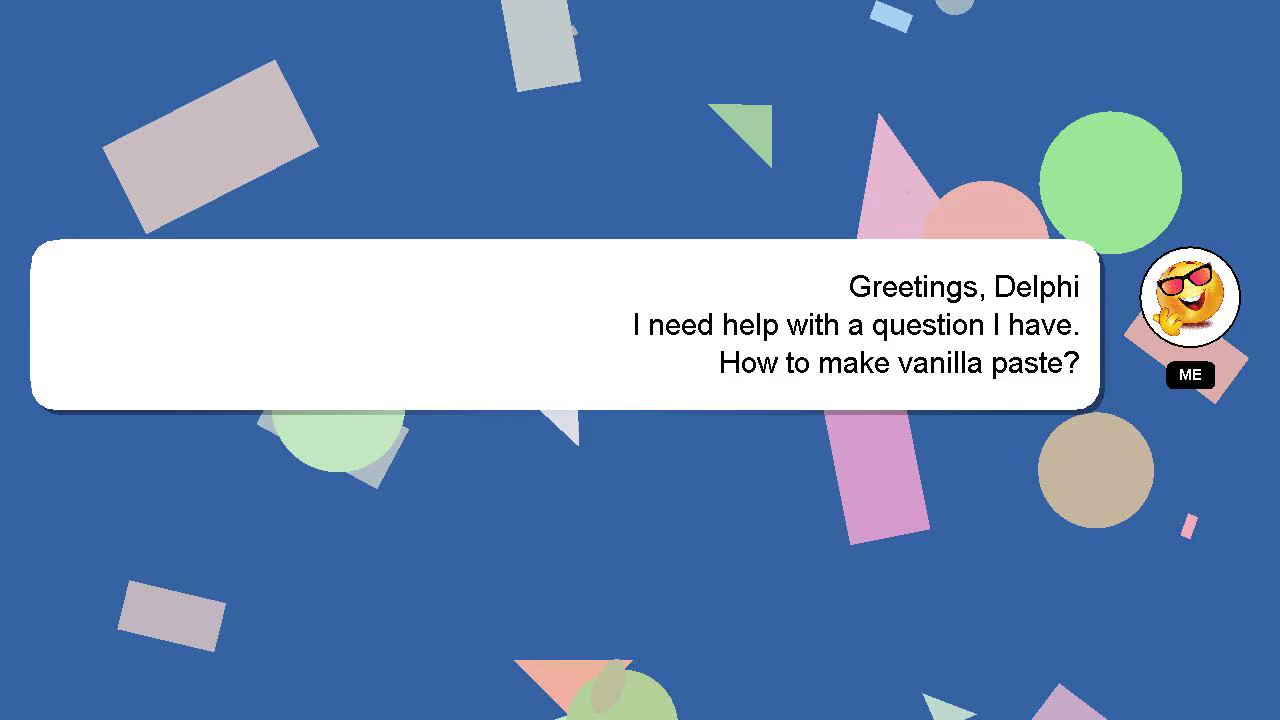 Greetings, Delphi
I need help with a question I have.
How to make vanilla paste?
ME